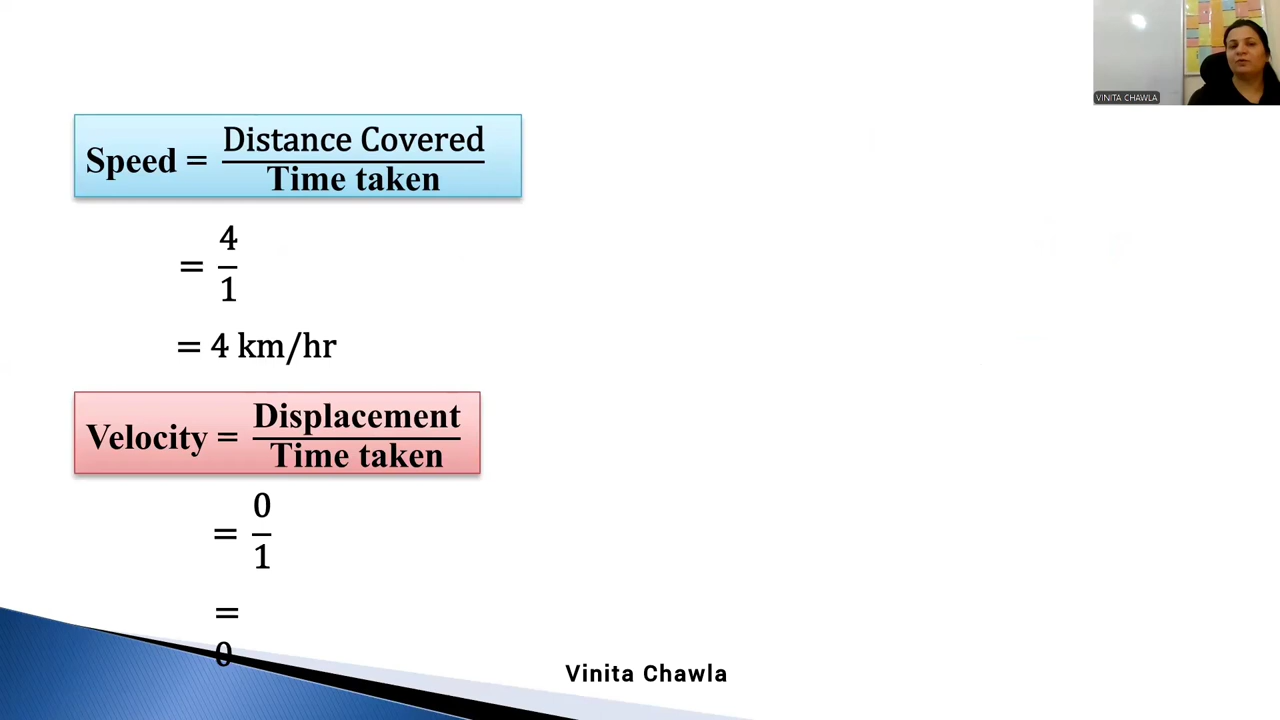 VINITA CHAWLA
Speed = Distance Covered / Time taken
= 4 / 1
= 4 km/hr
Velocity = Displacement / Time taken
= 0 / 1
=
0
Vinita Chawla